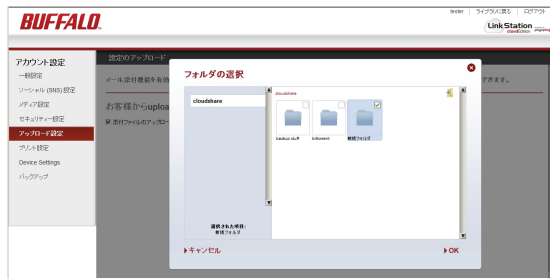 tester | ライブラリに戻る | ログアウト
BUFFALO
LinkStation
cloudEdition
アカウント設定
一般設定
ソーシャル (SNS) 設定
メディア設定
セキュリティー設定
アップロード設定
プリント設定
Device Settings
バックアップ
設定のアップロード
メール添付機能を有効
できます。
お客様からuploa
添付ファイルのアップロー
フォルダの選択
cloudshare
cloudshare
backup stuff
bittorrent
新規フォルダ
選択された項目:
新規フォルダ
キャンセル
OK